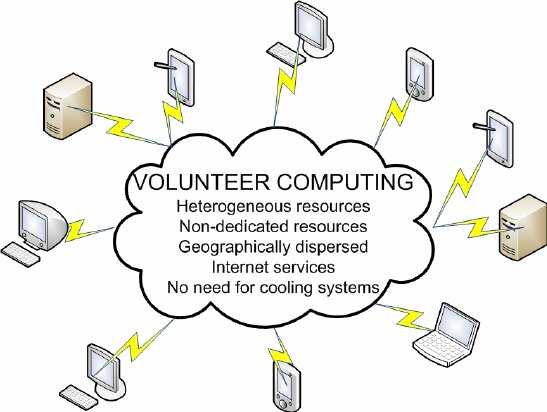 VOLUNTEER COMPUTING
Heterogeneous resources
Non-dedicated resources
Geographically dispersed
Internet services
No need for cooling systems